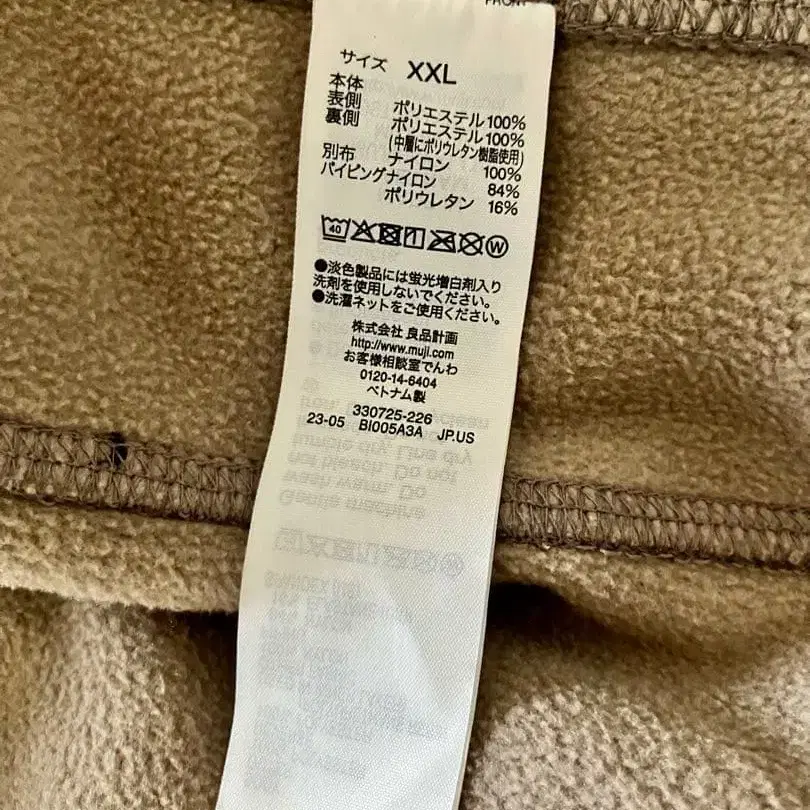 サイズ XXL
本体
表側 ポリエステル100%
裏側 ポリエステル100%
(中層にポリウレタン樹脂使用)
別布 ナイロン 100%
パイピングナイロン 84%
ポリウレタン 16%
40 W
●淡色製品には蛍光増白剤入り
洗剤を使用しないでください。
●洗濯ネットをご使用ください。
株式会社 良品計画
http://www.muji.com
お客様相談室でんわ
0120-14-6404
ベトナム製
330725-226
23-05 BI005A3A JP.US